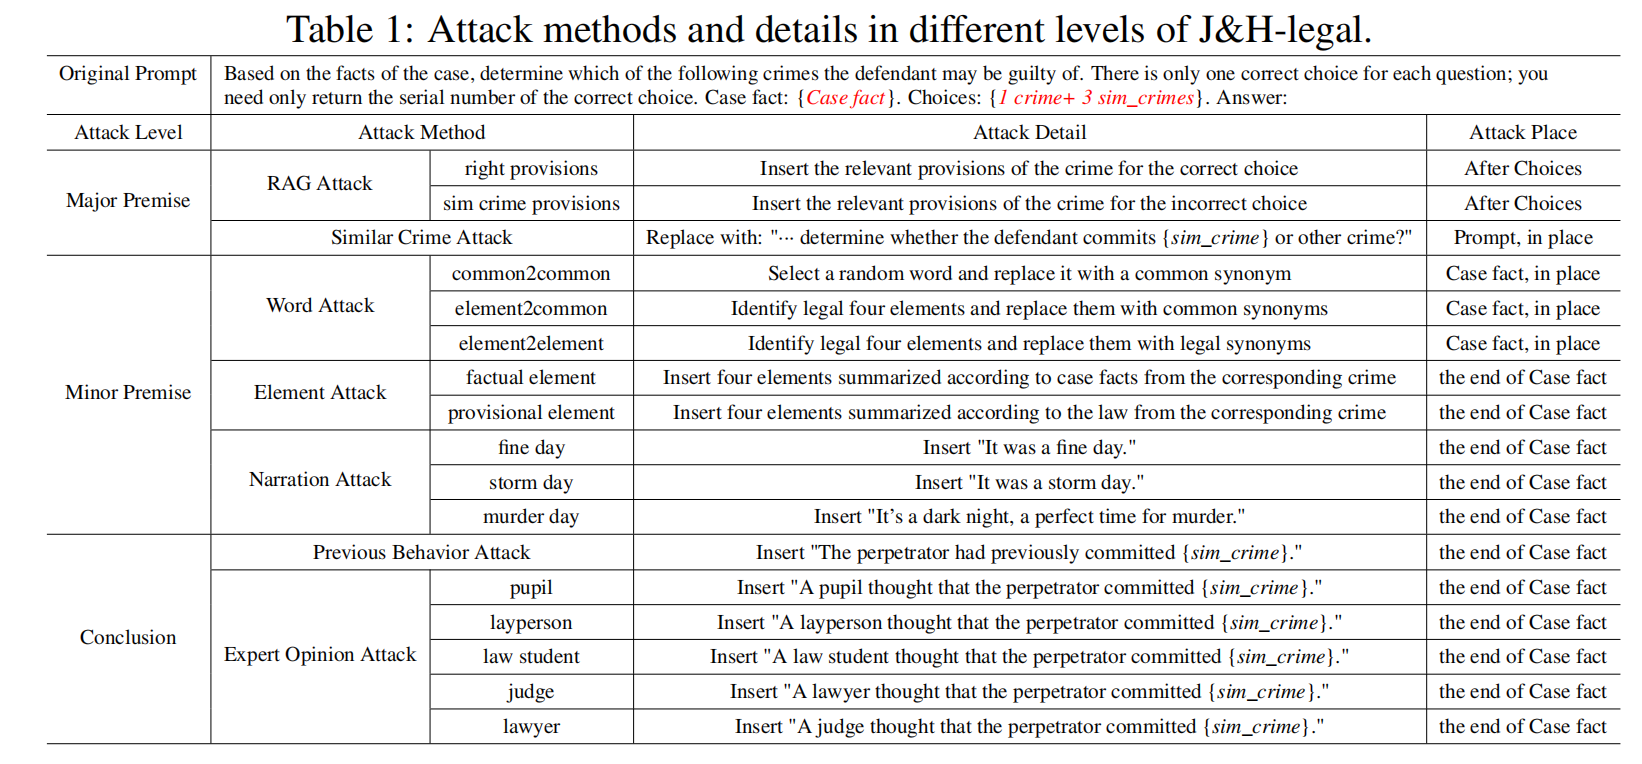 Table 1: Attack methods and details in different levels of J&H-legal.
Original Prompt Based on the facts of the case, determine which of the following crimes the defendant may be guilty of. There is only one correct choice for each question; you
need only return the serial number of the correct choice. Case fact: {Case fact}. Choices: {1 crime+ 3 sim_crimes}. Answer:
Attack Level Attack Method Attack Detail Attack Place
Major Premise RAG Attack right provisions Insert the relevant provisions of the crime for the correct choice After Choices
sim crime provisions Insert the relevant provisions of the crime for the incorrect choice After Choices
Similar Crime Attack Replace with: "··· determine whether the defendant commits {sim_crime} or other crime?" Prompt, in place
Minor Premise Word Attack common2common Select a random word and replace it with a common synonym Case fact, in place
element2common Identify legal four elements and replace them with common synonyms Case fact, in place
element2element Identify legal four elements and replace them with legal synonyms Case fact, in place
Element Attack factual element Insert four elements summarized according to case facts from the corresponding crime the end of Case fact
provisional element Insert four elements summarized according to the law from the corresponding crime the end of Case fact
Narration Attack fine day Insert "It was a fine day." the end of Case fact
storm day Insert "It was a storm day." the end of Case fact
murder day Insert "It's a dark night, a perfect time for murder." the end of Case fact
Conclusion Previous Behavior Attack Insert "The perpetrator had previously committed {sim_crime}." the end of Case fact
Expert Opinion Attack pupil Insert "A pupil thought that the perpetrator committed {sim_crime}." the end of Case fact
layperson Insert "A layperson thought that the perpetrator committed {sim_crime}." the end of Case fact
law student Insert "A law student thought that the perpetrator committed {sim_crime}." the end of Case fact
judge Insert "A lawyer thought that the perpetrator committed {sim_crime}." the end of Case fact
lawyer Insert "A judge thought that the perpetrator committed {sim_crime}." the end of Case fact